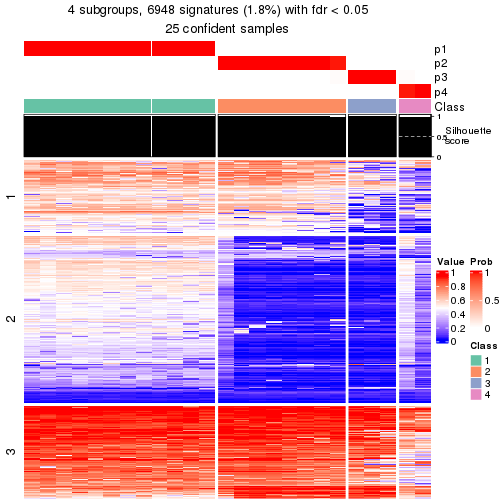 4 subgroups, 6948 signatures (1.8%) with fdr < 0.05
25 confident samples
p1
p2
p3
p4
Class
1
0.5
0
Silhouette
score
1
2
3
Value
1
0.8
0.6
0.4
0.2
0
Prob
1
0.5
0
Class
1
2
3
4